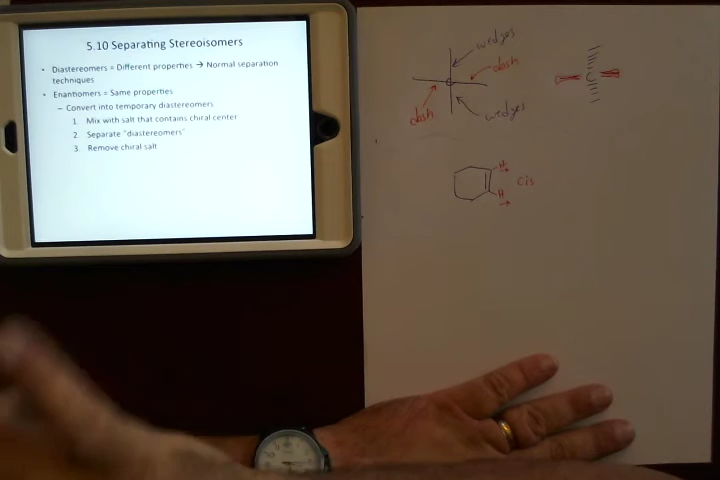 5.10 Separating Stereoisomers
• Diastereomers = Different properties → Normal separation
techniques
• Enantiomers = Same properties
– Convert into temporary diastereomers
1. Mix with salt that contains chiral center
2. Separate "diastereomers"
3. Remove chiral salt
wedges
dash
dash
wedges
C
C
H
H
cis